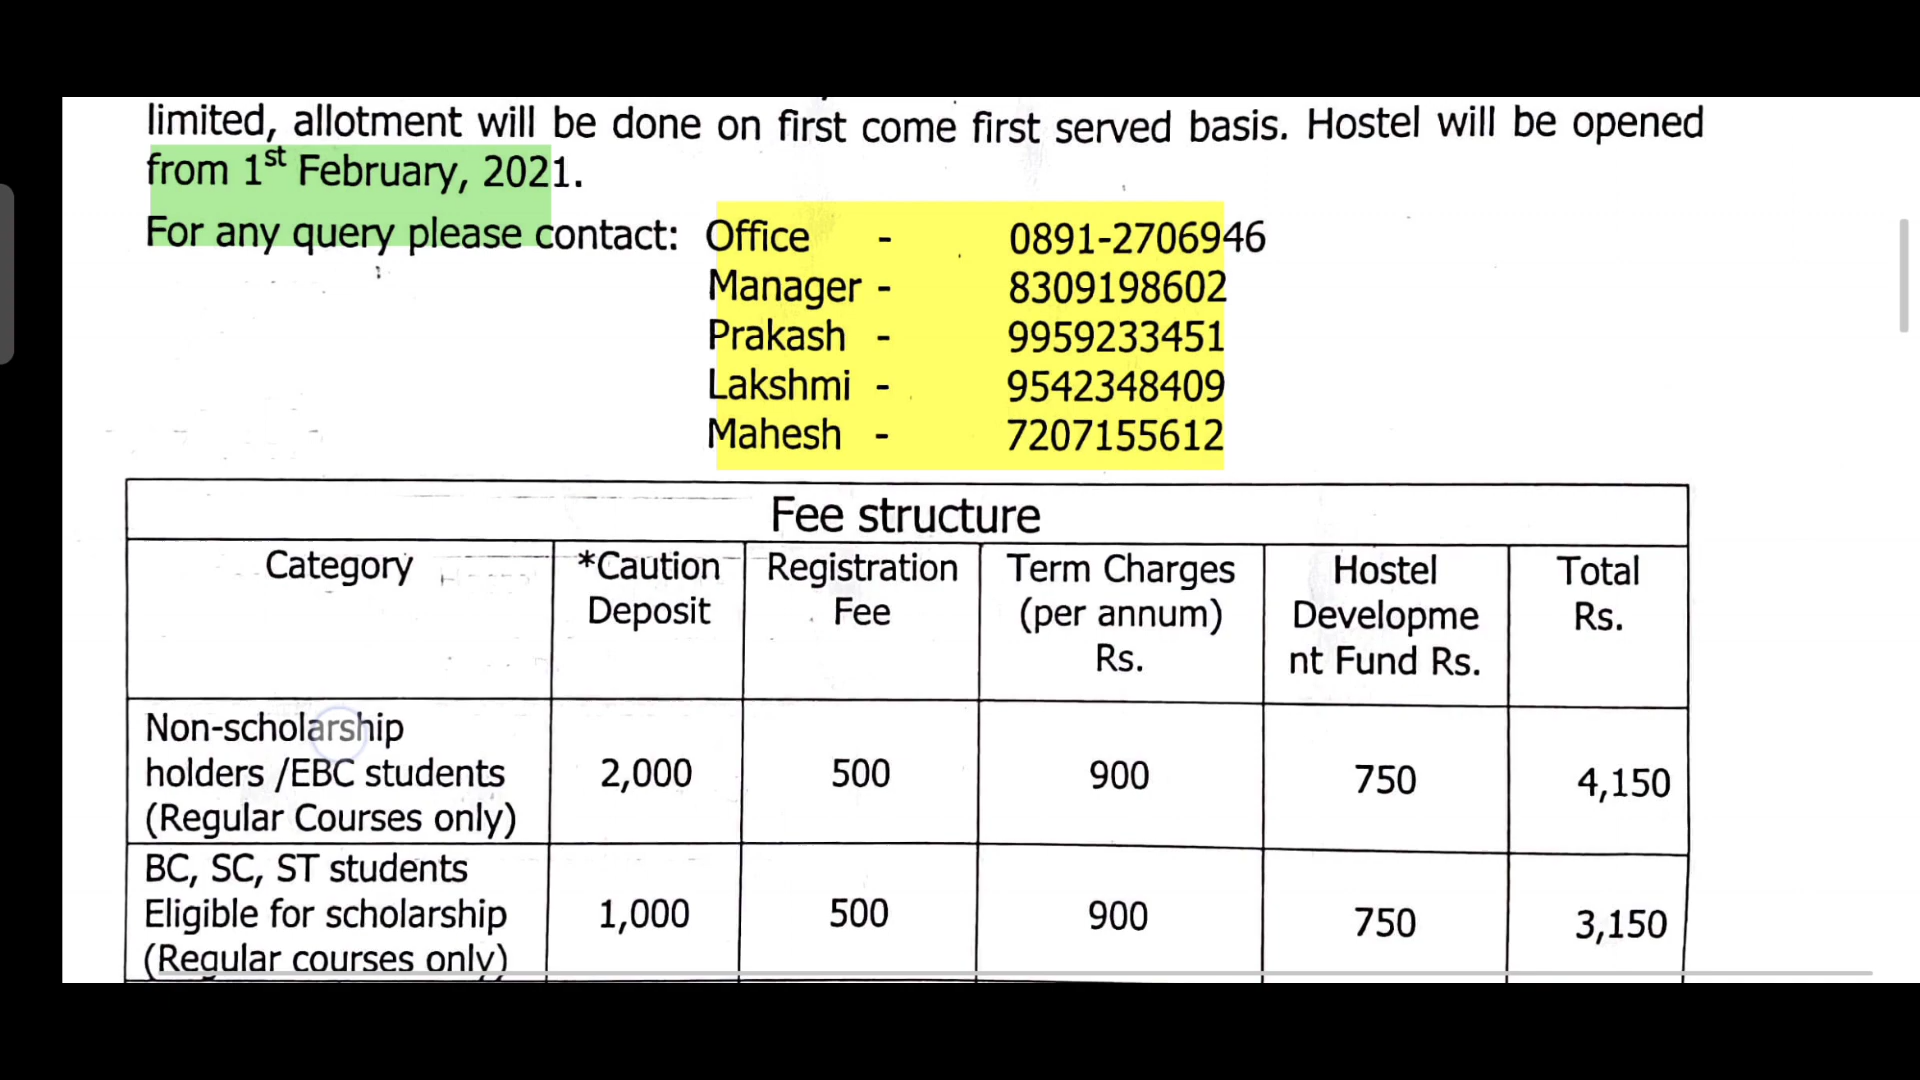 limited, allotment will be done on first come first served basis. Hostel will be opened
from 1st February, 2021.
For any query please contact: Office - 0891-2706946
Manager - 8309198602
Prakash - 9959233451
Lakshmi - 9542348409
Mahesh - 7207155612
Fee structure
Category *Caution Deposit Registration Fee Term Charges (per annum) Rs. Hostel Developme nt Fund Rs. Total Rs.
Non-scholarship
holders /EBC students
(Regular Courses only)
2,000 500 900 750 4,150
BC, SC, ST students
Eligible for scholarship
(Regular courses only)
1,000 500 900 750 3,150